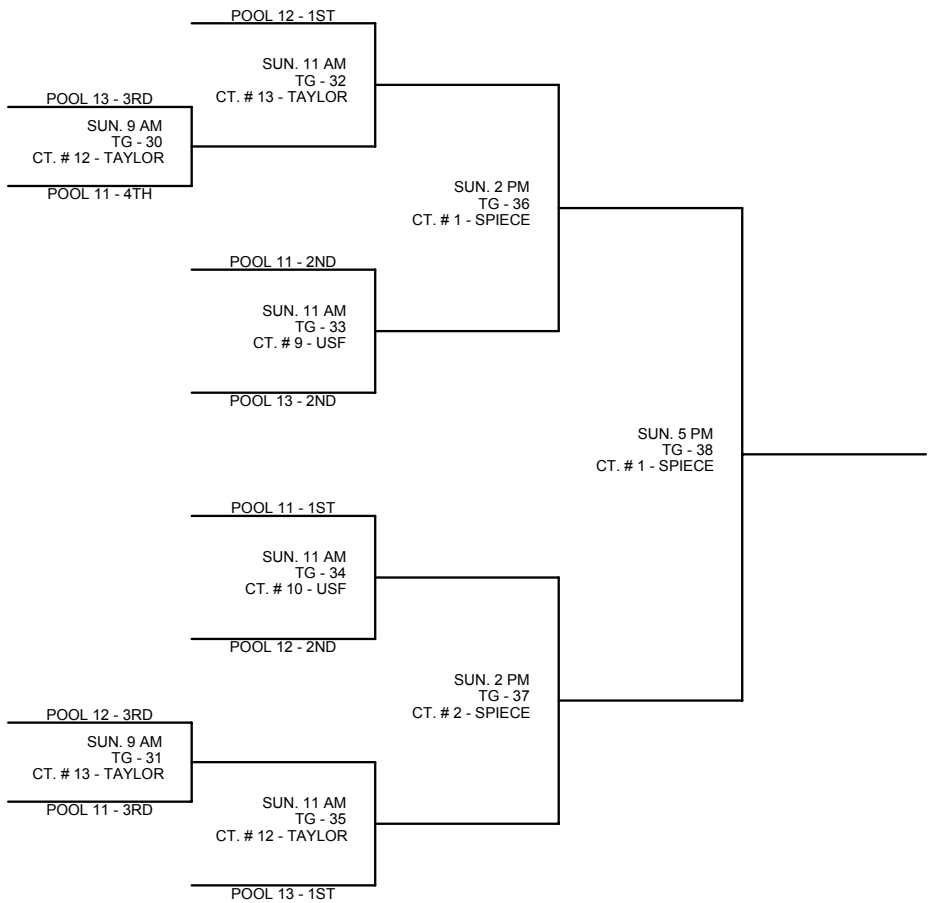 POOL 12 - 1ST
SUN. 11 AM
TG - 32
CT. # 13 - TAYLOR
POOL 13 - 3RD
SUN. 9 AM
TG - 30
CT. # 12 - TAYLOR
POOL 11 - 4TH
SUN. 2 PM
TG - 36
CT. # 1 - SPIECE
POOL 11 - 2ND
SUN. 11 AM
TG - 33
CT. # 9 - USF
POOL 13 - 2ND
SUN. 5 PM
TG - 38
CT. # 1 - SPIECE
POOL 11 - 1ST
SUN. 11 AM
TG - 34
CT. # 10 - USF
POOL 12 - 2ND
SUN. 2 PM
TG - 37
CT. # 2 - SPIECE
POOL 12 - 3RD
SUN. 9 AM
TG - 31
CT. # 13 - TAYLOR
POOL 11 - 3RD
SUN. 11 AM
TG - 35
CT. # 12 - TAYLOR
POOL 13 - 1ST